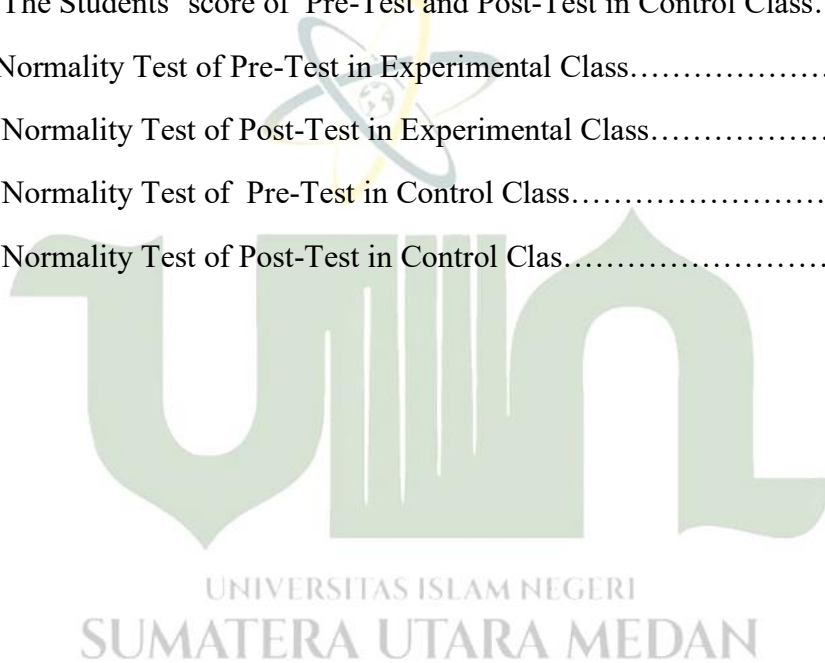 The Students' score of Pre-Test and Post-Test in Control Class.
Normality Test of Pre-Test in Experimental Class…………………
Normality Test of Post-Test in Experimental Class………………
Normality Test of Pre-Test in Control Class……………………
Normality Test of Post-Test in Control Clas……………………
UNIVERSITAS ISLAM NEGERI
SUMATERA UTARA MEDAN